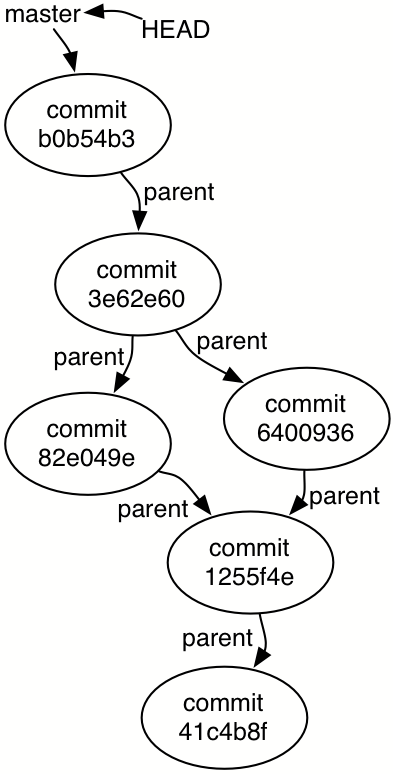 master
HEAD
commit
b0b54b3
parent
commit
3e62e60
parent
parent
commit
82e049e
commit
6400936
parent
parent
commit
1255f4e
parent
commit
41c4b8f